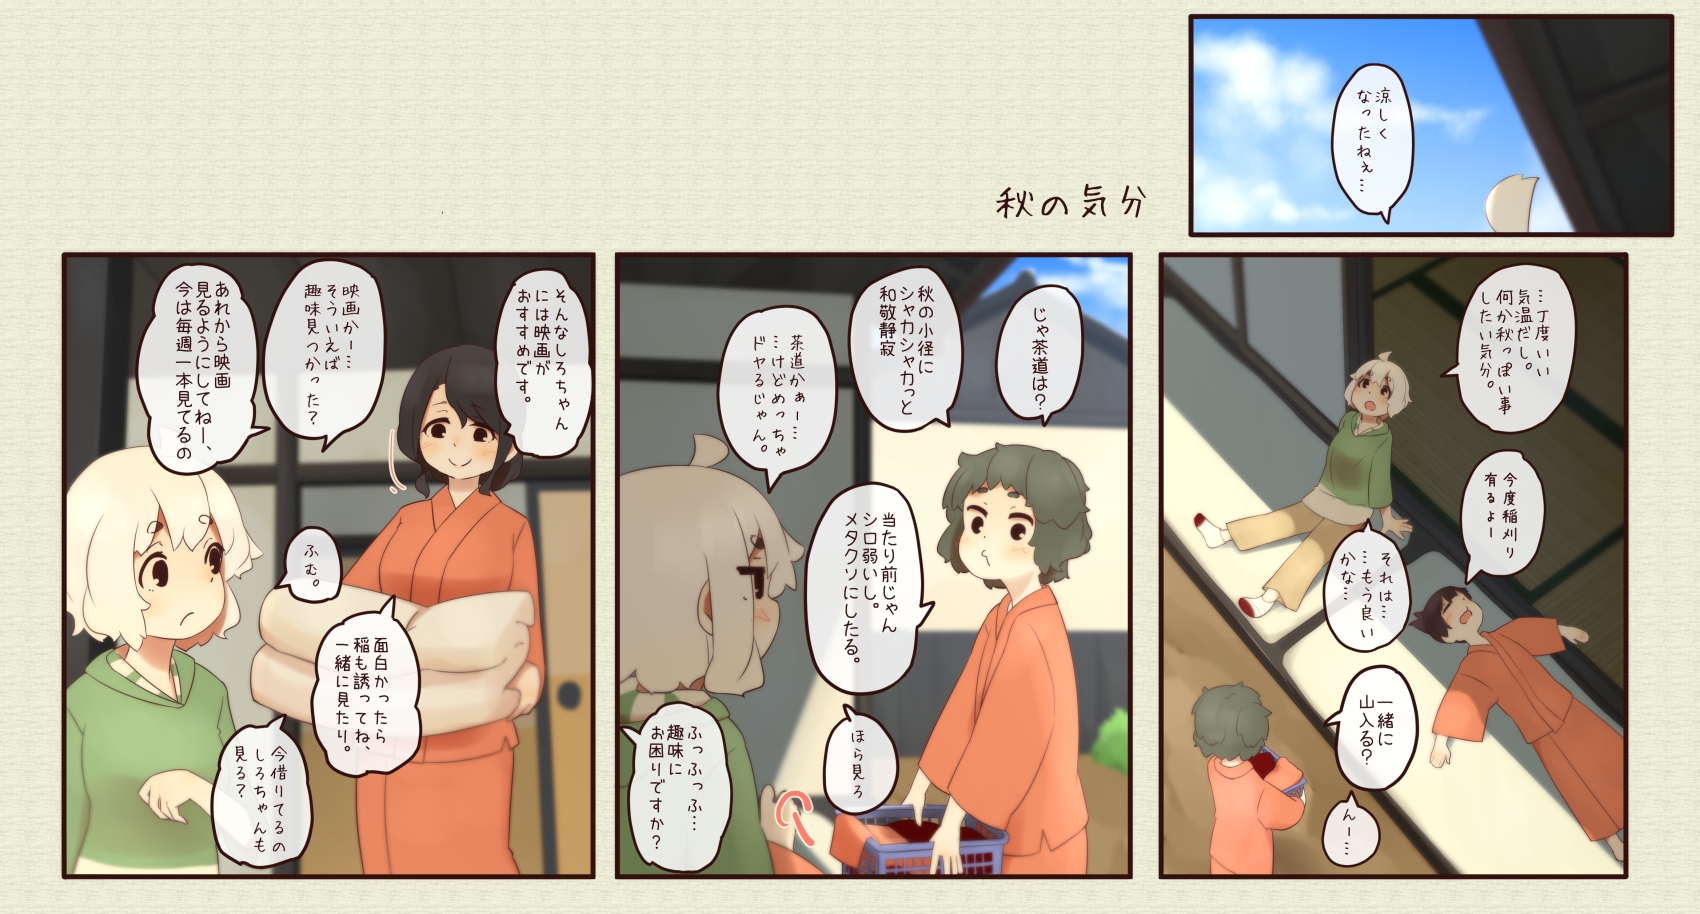 秋の気分
涼しく
なったねぇ…
…丁度いい
気温だし。
何か秋っぽい事
したい気分。
今度稲刈り
有るよー
それは…
…もう良い
かな…
一緒に
山入る?
んー…
じゃ茶道は?
秋の小径に
シャカシャカっと
和敬静寂
茶道かぁー…
…けどめっちゃ
ドヤるじゃん。
当たり前じゃん
シロ弱いし。
メタクソにしたる。
ほら見ろ
ふっふっふ…
趣味に
お困りですか?
そんなしろちゃん
には映画が
おすすめです。
映画かー…
そういえば
趣味見つかった?
あれから映画
見るようにしてねー、
今は毎週一本見てるの
ふむ。
面白かったら
稲も誘ってね、
一緒に見たり。
今借りてるの
しろちゃんも
見る?